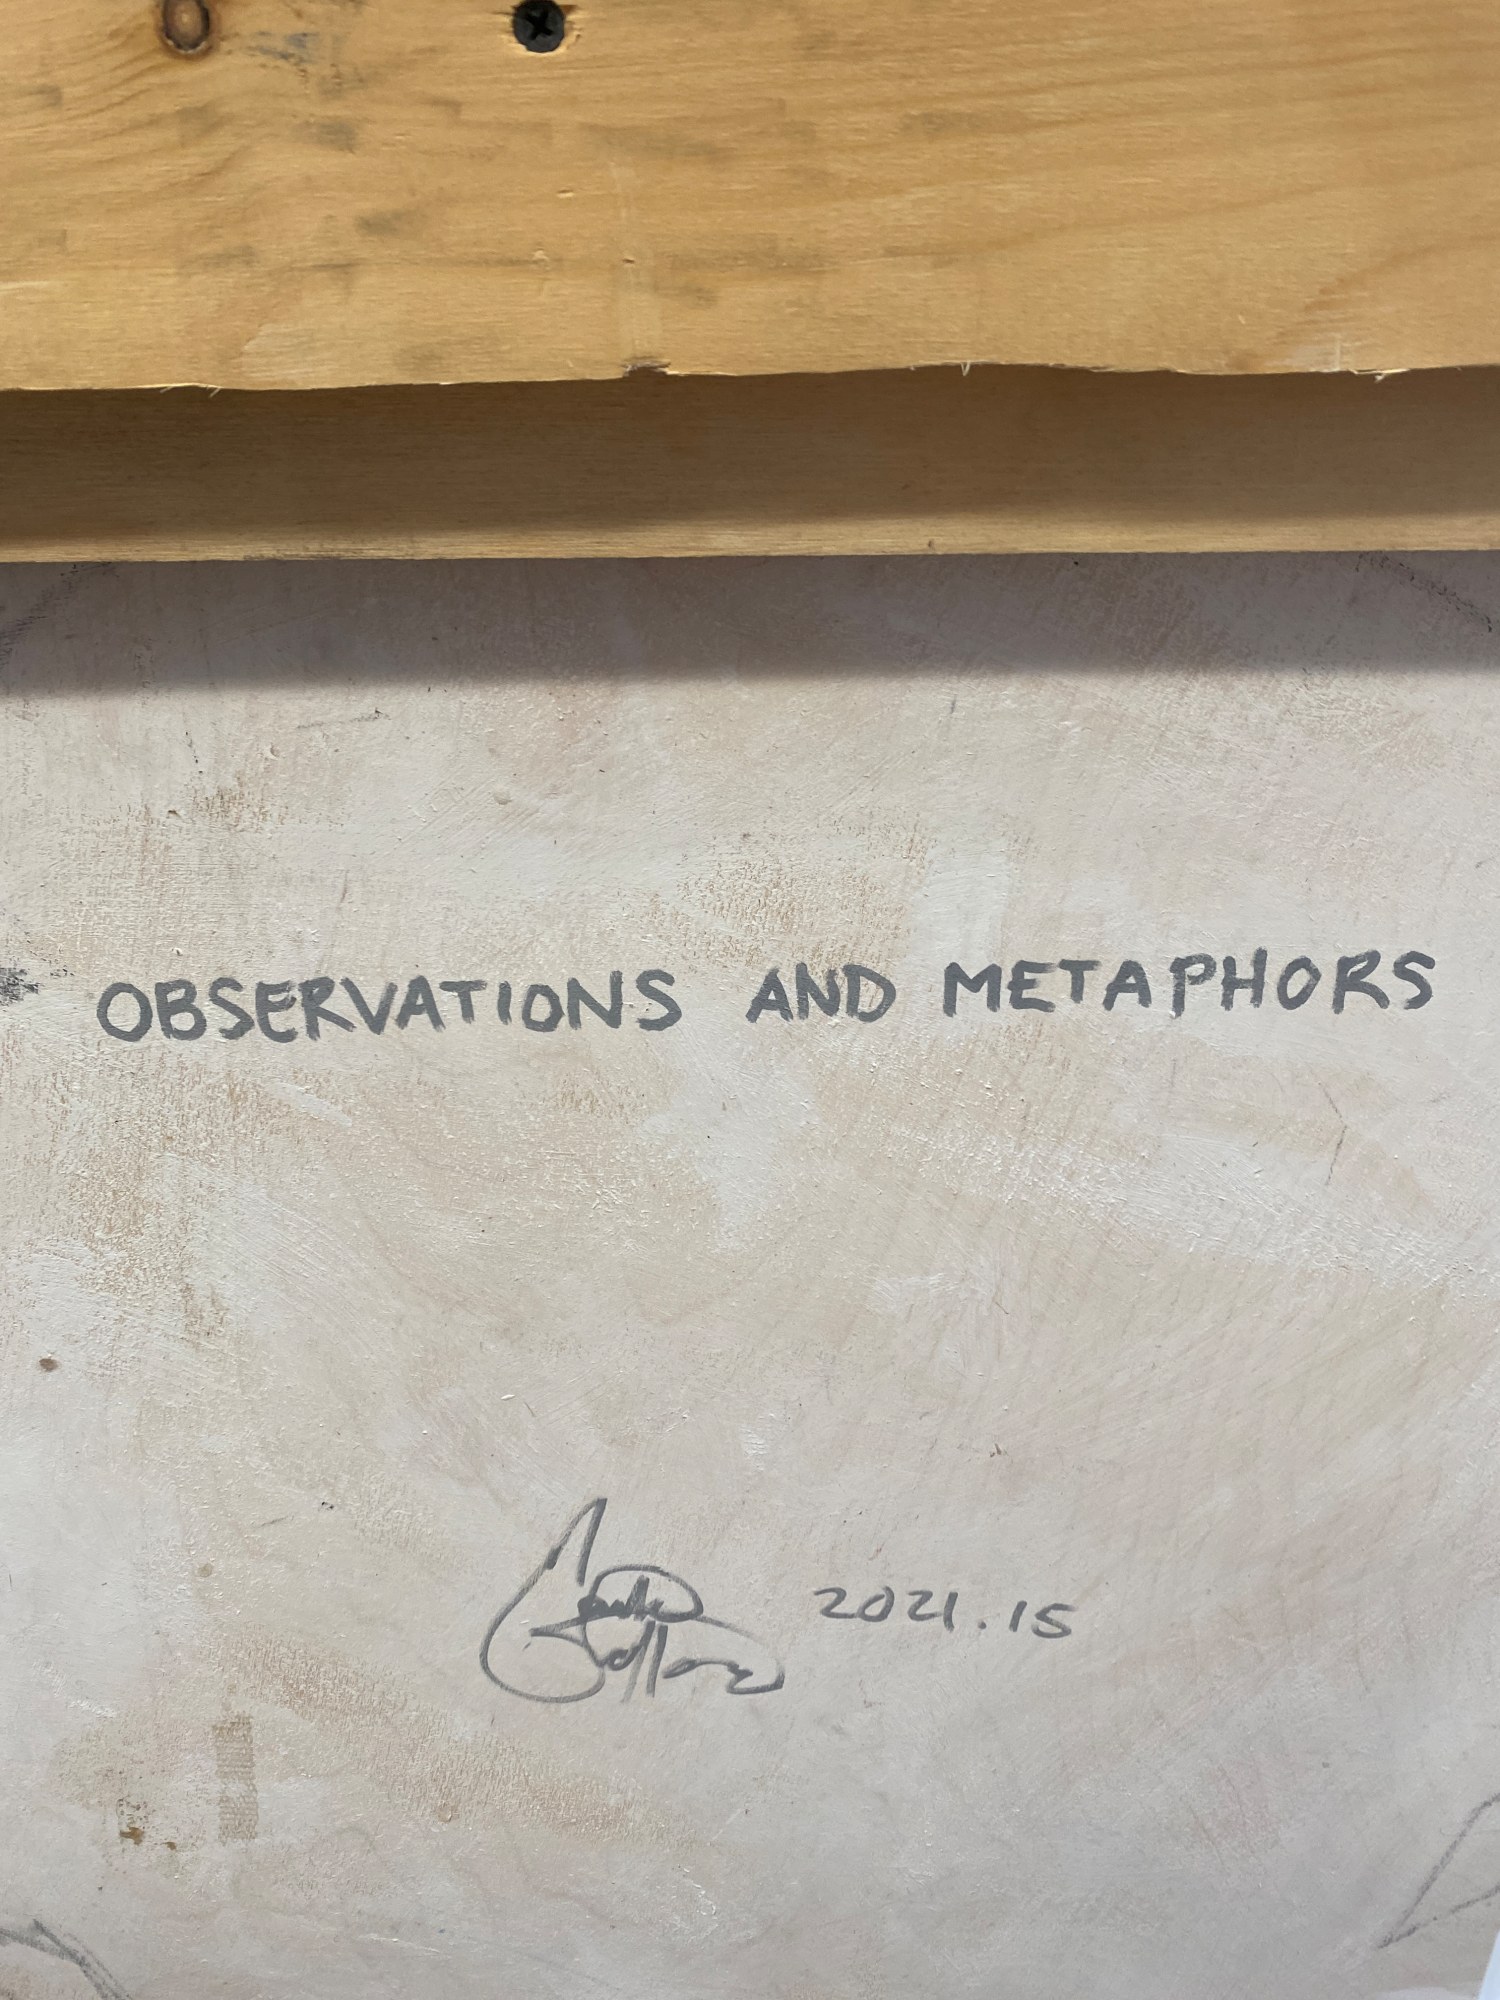 OBSERVATIONS AND METAPHORS
2021.15